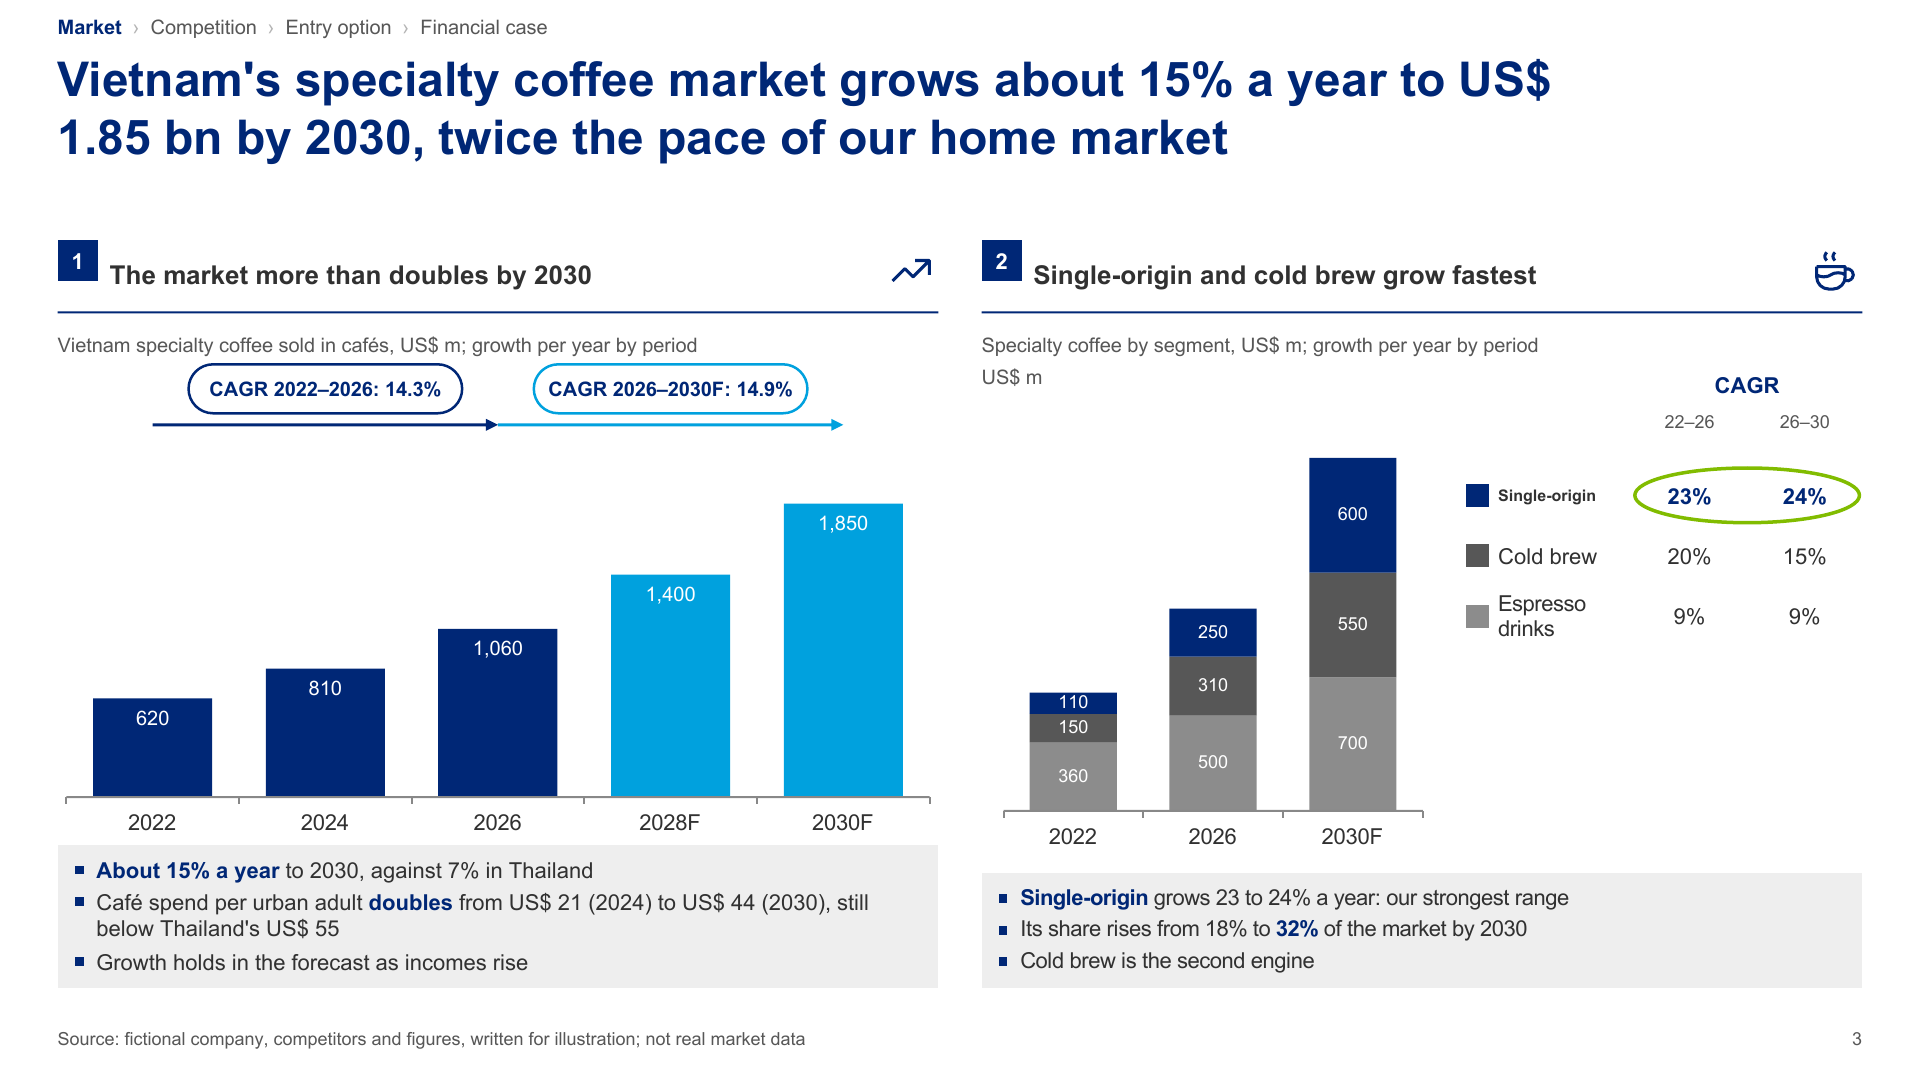 Market › Competition › Entry option › Financial case
Vietnam's specialty coffee market grows about 15% a year to US$
1.85 bn by 2030, twice the pace of our home market
1
The market more than doubles by 2030
Vietnam specialty coffee sold in cafés, US$ m; growth per year by period
CAGR 2022–2026: 14.3%
CAGR 2026–2030F: 14.9%
620
810
1,060
1,400
1,850
2022
2024
2026
2028F
2030F
About 15% a year to 2030, against 7% in Thailand
Café spend per urban adult doubles from US$ 21 (2024) to US$ 44 (2030), still
below Thailand's US$ 55
Growth holds in the forecast as incomes rise
2
Single-origin and cold brew grow fastest
Specialty coffee by segment, US$ m; growth per year by period
US$ m
110
150
360
250
310
500
600
550
700
2022
2026
2030F
CAGR
22–26 26–30
Single-origin 23% 24%
Cold brew 20% 15%
Espresso
drinks 9% 9%
Single-origin grows 23 to 24% a year: our strongest range
Its share rises from 18% to 32% of the market by 2030
Cold brew is the second engine
Source: fictional company, competitors and figures, written for illustration; not real market data
3